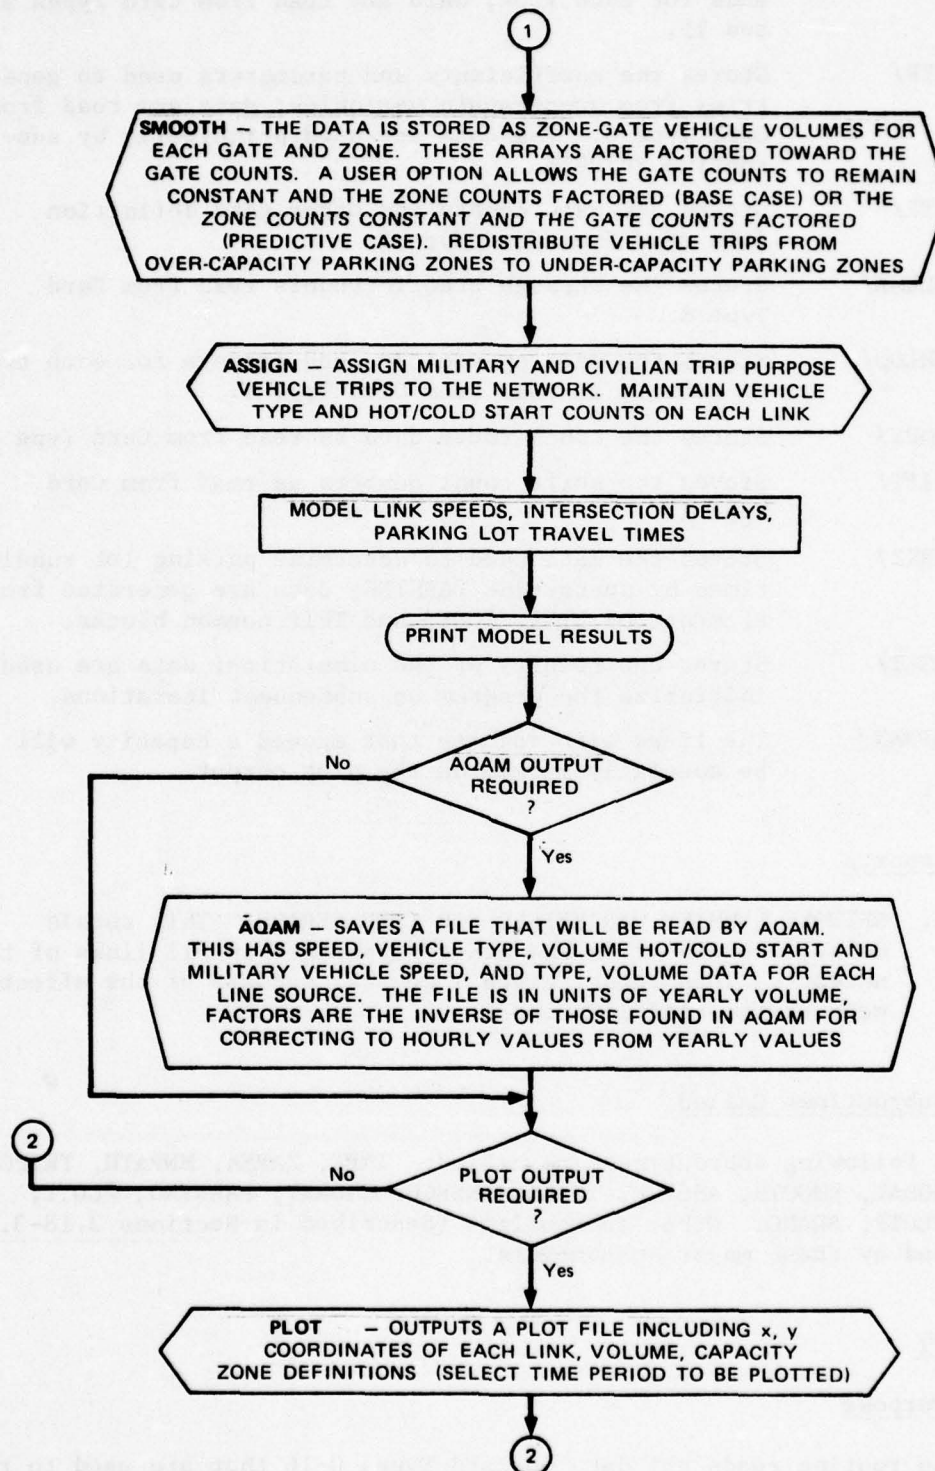 1
SMOOTH – THE DATA IS STORED AS ZONE-GATE VEHICLE VOLUMES FOR
EACH GATE AND ZONE. THESE ARRAYS ARE FACTORED TOWARD THE
GATE COUNTS. A USER OPTION ALLOWS THE GATE COUNTS TO REMAIN
CONSTANT AND THE ZONE COUNTS FACTORED (BASE CASE) OR THE
ZONE COUNTS CONSTANT AND THE GATE COUNTS FACTORED
(PREDICTIVE CASE). REDISTRIBUTE VEHICLE TRIPS FROM
OVER-CAPACITY PARKING ZONES TO UNDER-CAPACITY PARKING ZONES
ASSIGN – ASSIGN MILITARY AND CIVILIAN TRIP PURPOSE
VEHICLE TRIPS TO THE NETWORK. MAINTAIN VEHICLE
TYPE AND HOT/COLD START COUNTS ON EACH LINK
MODEL LINK SPEEDS, INTERSECTION DELAYS,
PARKING LOT TRAVEL TIMES
PRINT MODEL RESULTS
No
AQAM OUTPUT
REQUIRED
?
Yes
AQAM – SAVES A FILE THAT WILL BE READ BY AQAM.
THIS HAS SPEED, VEHICLE TYPE, VOLUME HOT/COLD START AND
MILITARY VEHICLE SPEED, AND TYPE, VOLUME DATA FOR EACH
LINE SOURCE. THE FILE IS IN UNITS OF YEARLY VOLUME,
FACTORS ARE THE INVERSE OF THOSE FOUND IN AQAM FOR
CORRECTING TO HOURLY VALUES FROM YEARLY VALUES
2
No
PLOT OUTPUT
REQUIRED
?
Yes
PLOT – OUTPUTS A PLOT FILE INCLUDING x, y
COORDINATES OF EACH LINK, VOLUME, CAPACITY
ZONE DEFINITIONS (SELECT TIME PERIOD TO BE PLOTTED)
2